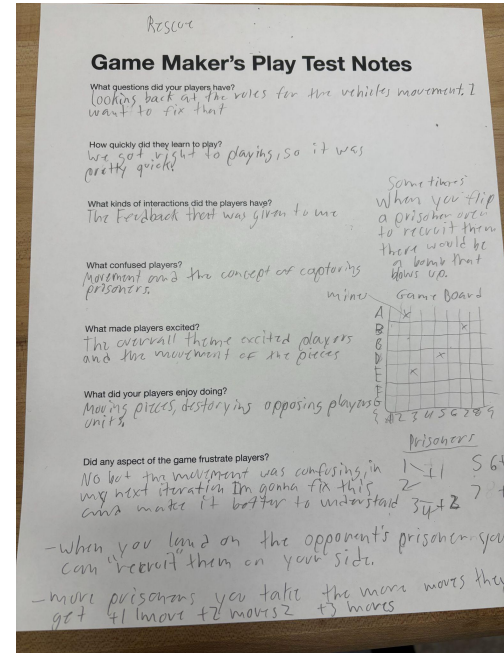 Rescue
Game Maker's Play Test Notes
What questions did your players have?
looking back at the rules for the vehicles movement. I
want to fix that
How quickly did they learn to play?
we got right to playing, so it was
pretty quick!
What kinds of interactions did the players have?
The Feedback that was given to me
Sometimes
when you flip
a prisoner over
to recruit them
there would be
a bomb that
blows up.
What confused players?
Movement and the concept of capturing
prisoners.
mines
Game Board
What made players excited?
The overall theme excited players
and the movement of the pieces
A
B
D
E
What did your players enjoy doing?
Moving pieces, destorying opposing players
units
Prisoners
Did any aspect of the game frustrate players?
No but the movement was confusing, in
my next iteration Im gonna fix this
and make it better to understand
- when you land on the opponent's prisoner you
can "recruit" them on your side.
- more prisoners you take the more moves they
get +1 1move +2 moves2 +3 moves